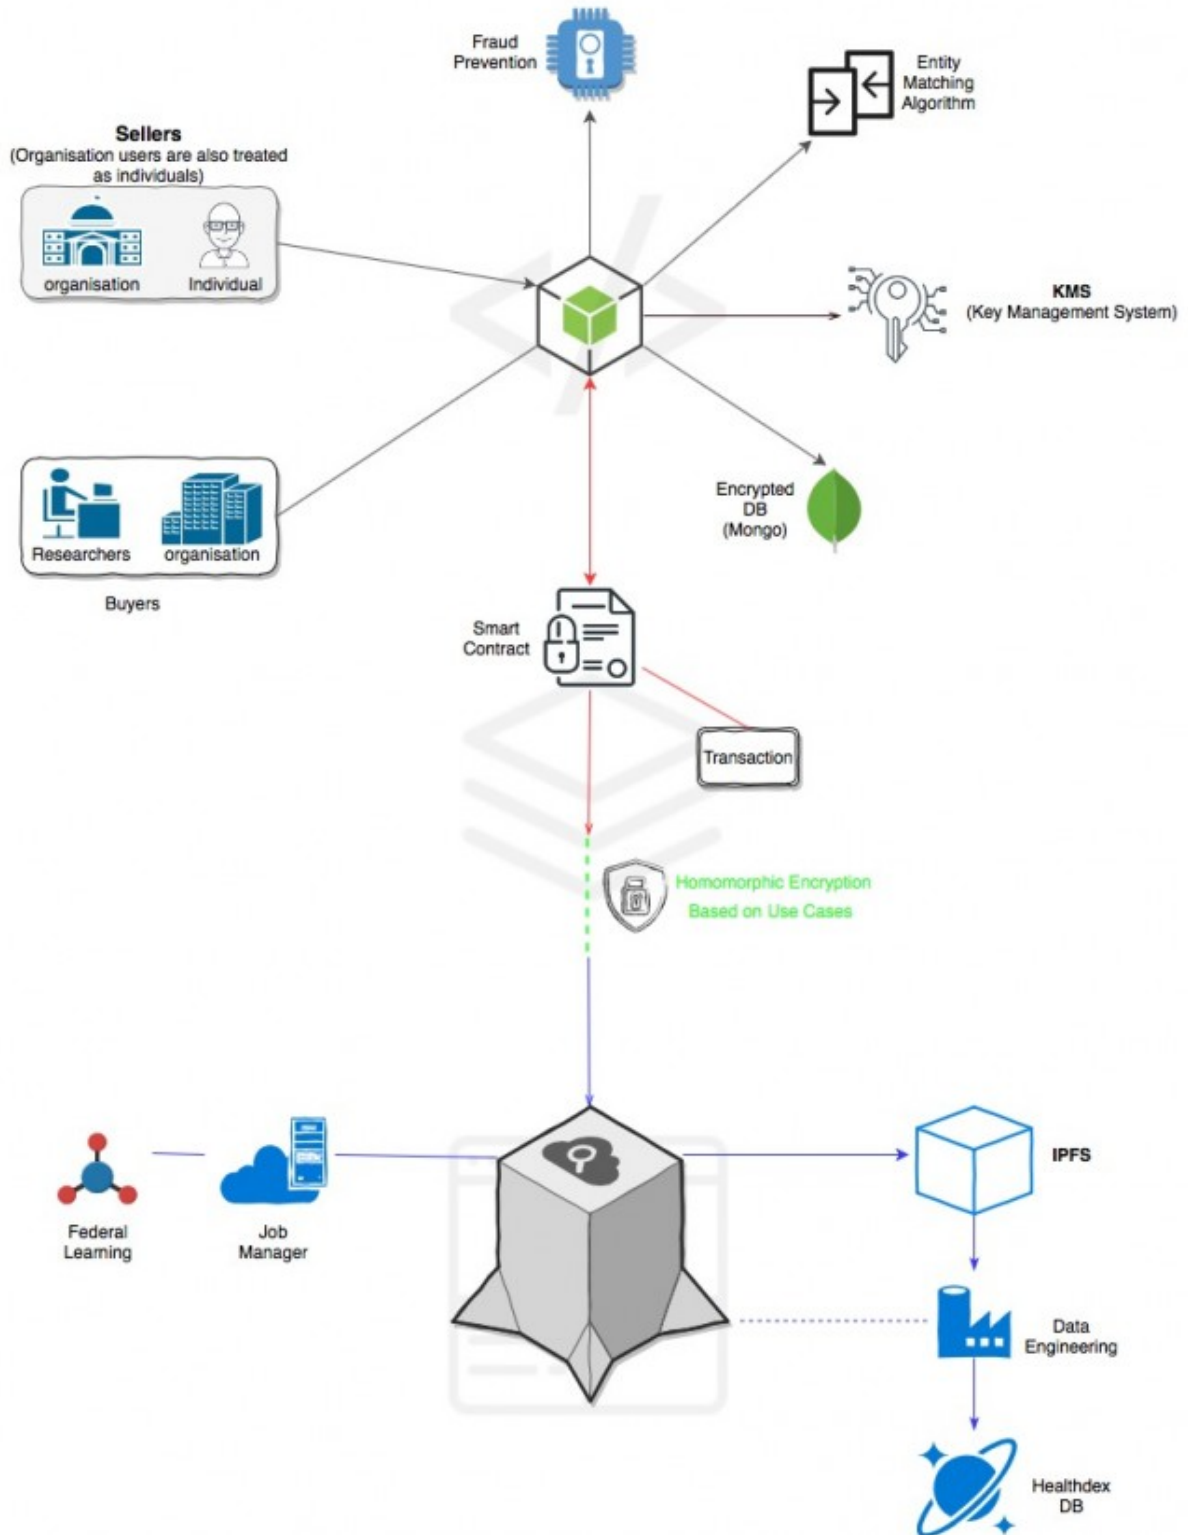 Fraud
Prevention
Entity
Matching
Algorithm
Sellers
(Organisation users are also treated
as individuals)
organisation
Individual
KMS
(Key Management System)
Encrypted
DB
(Mongo)
Researchers
organisation
Buyers
Smart
Contract
Transaction
Homomorphic Encryption
Based on Use Cases
Federal
Learning
Job
Manager
IPFS
Data
Engineering
Healthdex
DB